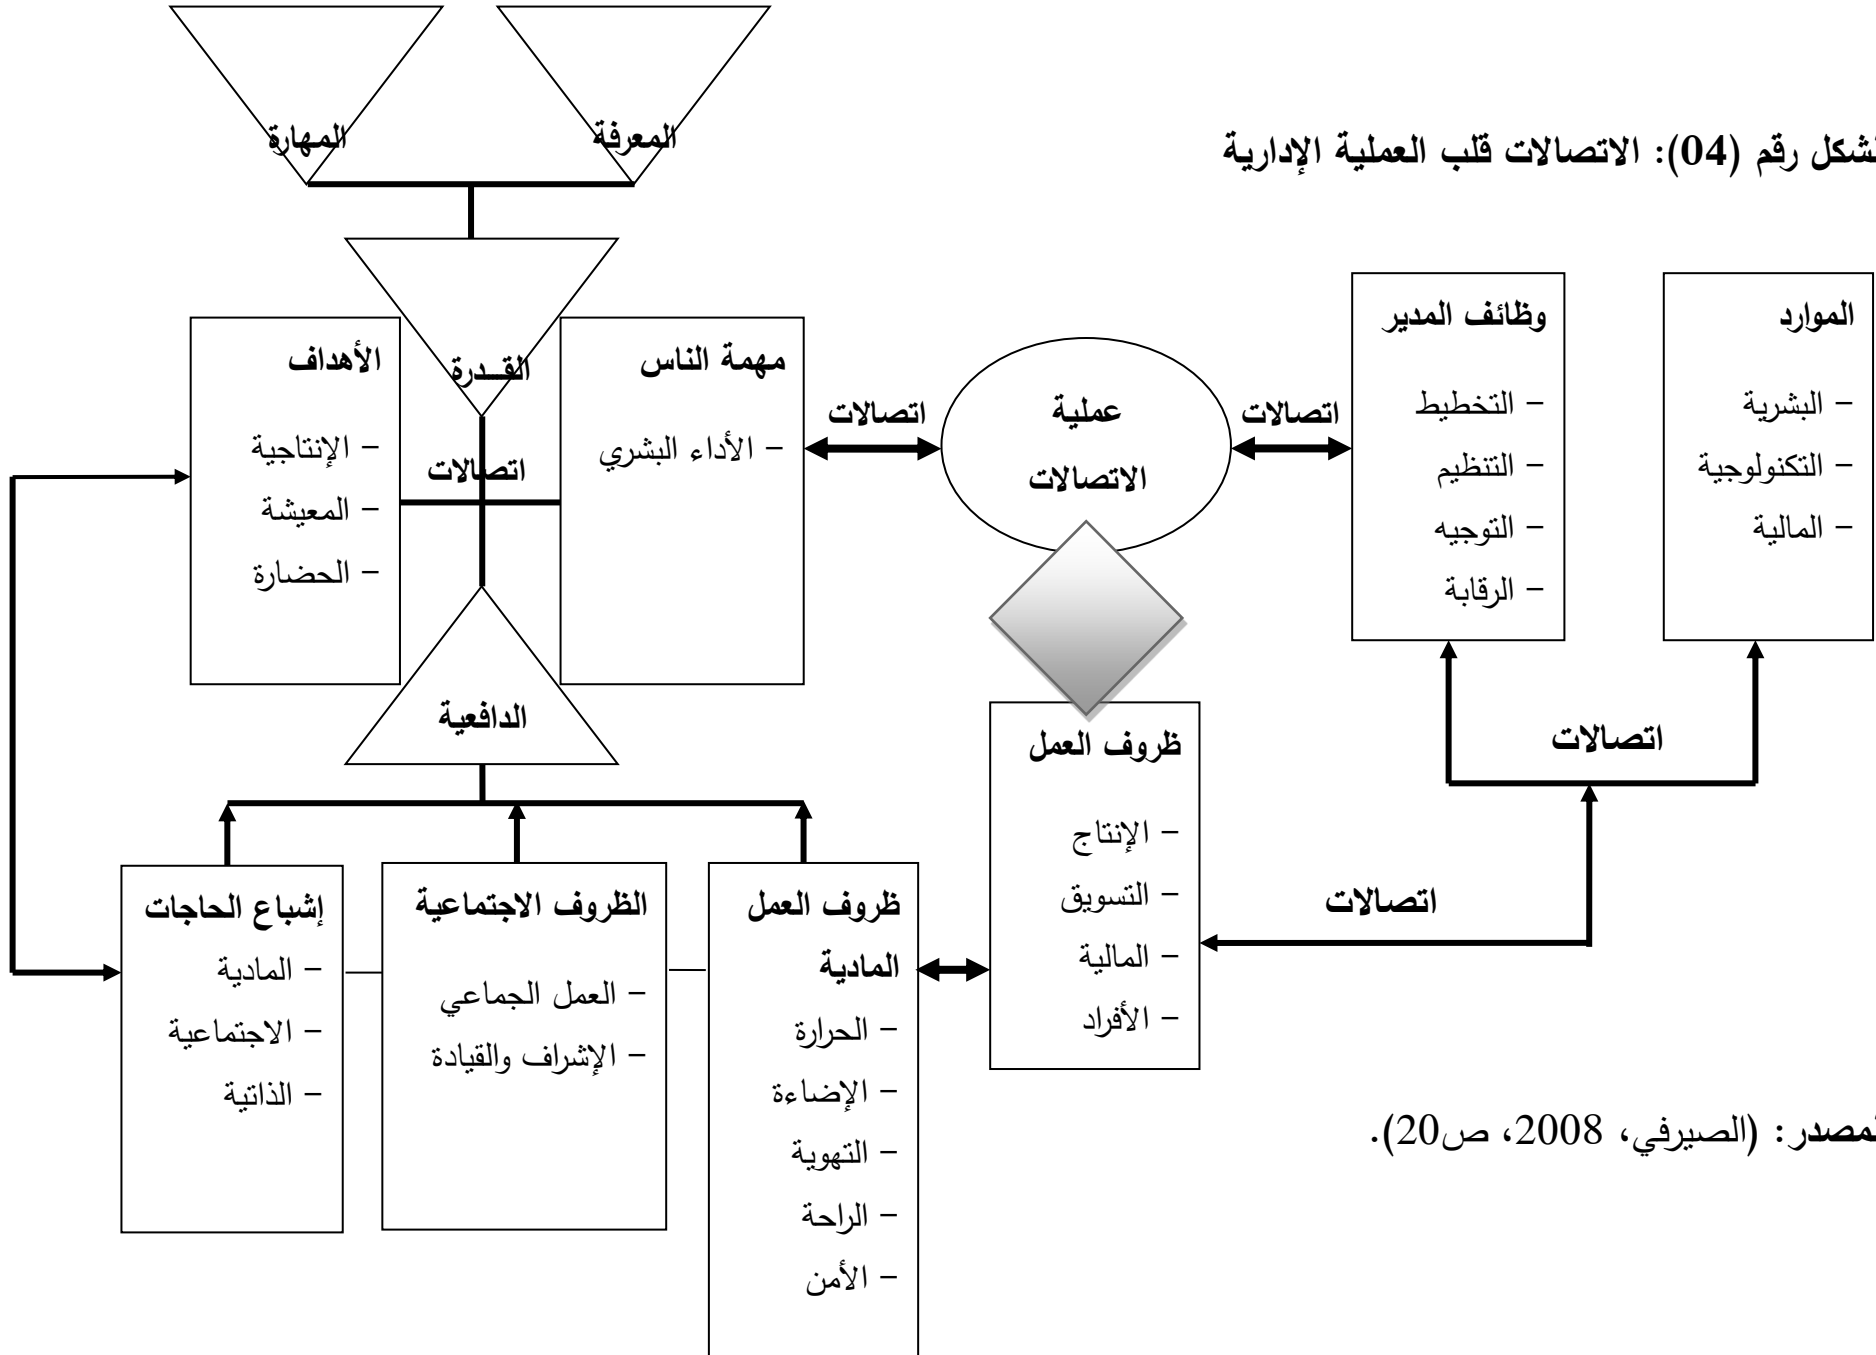 لشكل رقم (04): الاتصالات قلب العملية الإدارية
المعرفة
المهارة
القـــدرة
الموارد
– البشرية
– التكنولوجية
– المالية
وظائف المدير
– التخطيط
– التنظيم
– التوجيه
– الرقابة
اتصالات
عملية
الاتصالات
اتصالات
مهمة الناس
– الأداء البشري
اتصالات
الأهداف
– الإنتاجية
– المعيشة
– الحضارة
الدافعية
اتصالات
اتصالات
ظروف العمل
– الإنتاج
– التسويق
– المالية
– الأفراد
ظروف العمل
المادية
– الحرارة
– الإضاءة
– التهوية
– الراحة
– الأمن
الظروف الاجتماعية
– العمل الجماعي
– الإشراف والقيادة
إشباع الحاجات
– المادية
– الاجتماعية
– الذاتية
لمصدر: (الصيرفي، 2008، ص20).